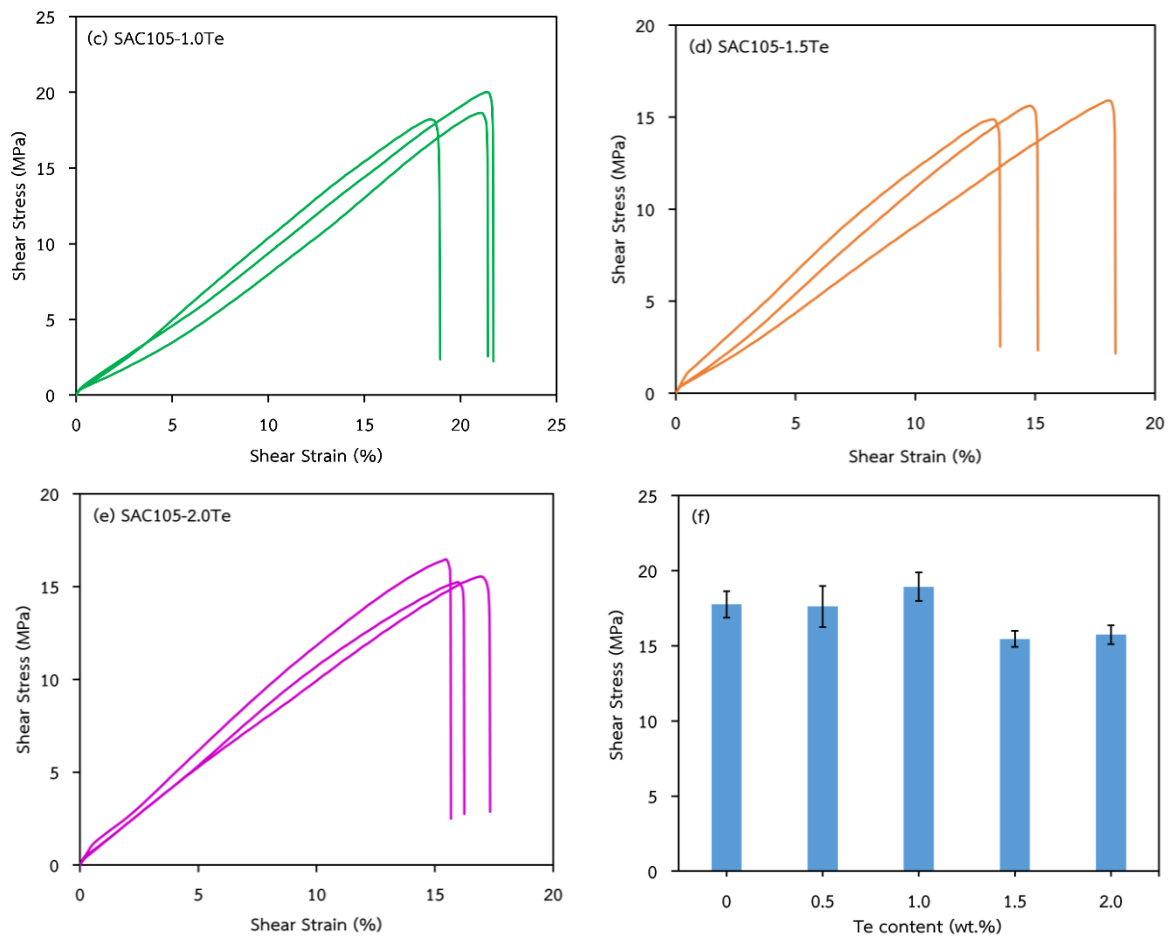 (c) SAC105-1.0Te
Shear Stress (MPa)
25
20
15
10
5
0
0 5 10 15 20 25
Shear Strain (%)
(d) SAC105-1.5Te
Shear Stress (MPa)
20
15
10
5
0
0 5 10 15 20
Shear Strain (%)
(e) SAC105-2.0Te
Shear Stress (MPa)
20
15
10
5
0
0 5 10 15 20
Shear Strain (%)
(f)
Shear Stress (MPa)
25
20
15
10
5
0
0 0.5 1.0 1.5 2.0
Te content (wt.%)